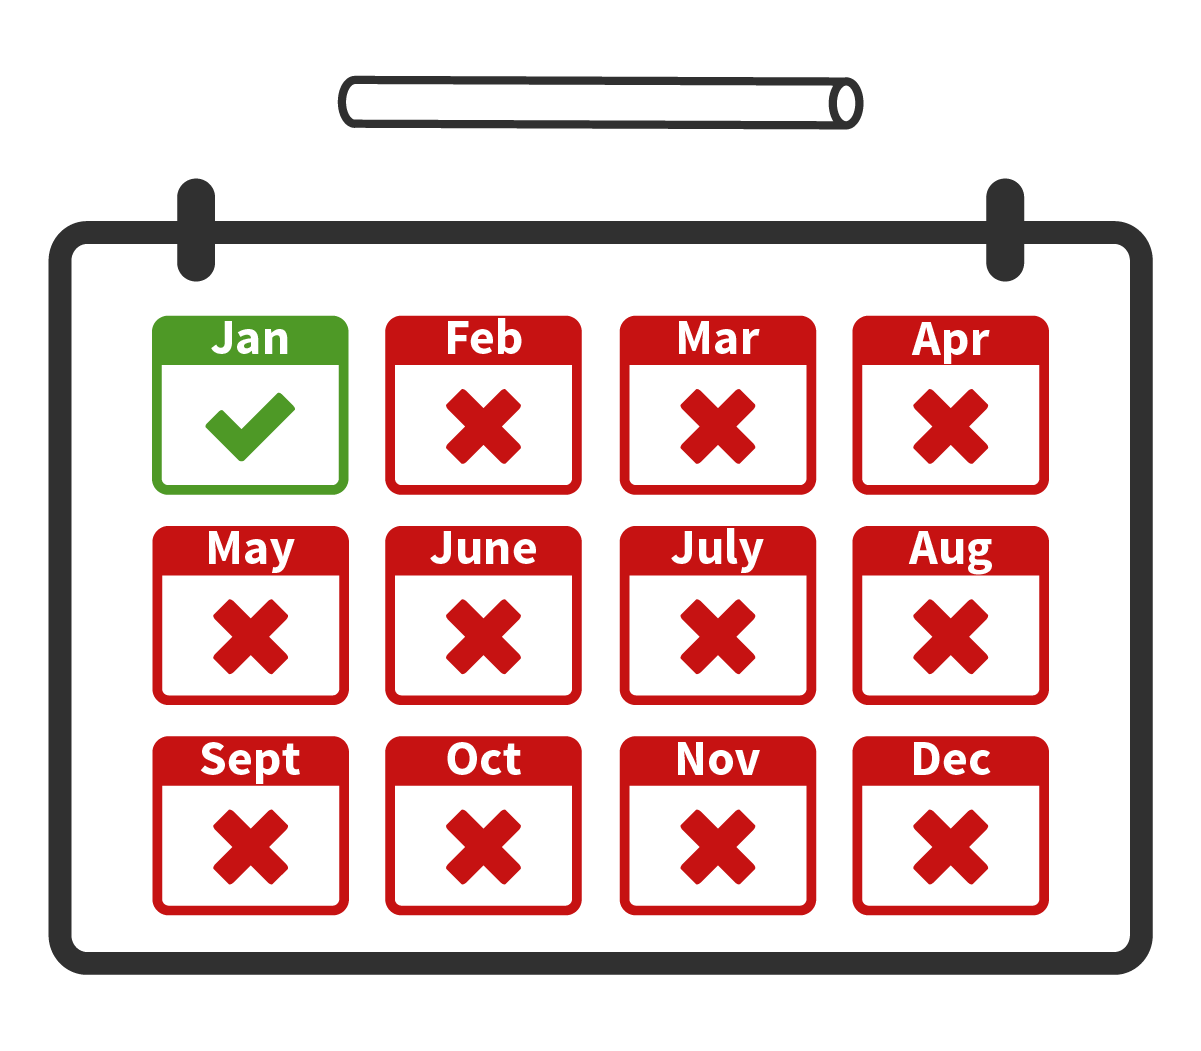 Jan Feb Mar Apr
May June July Aug
Sept Oct Nov Dec